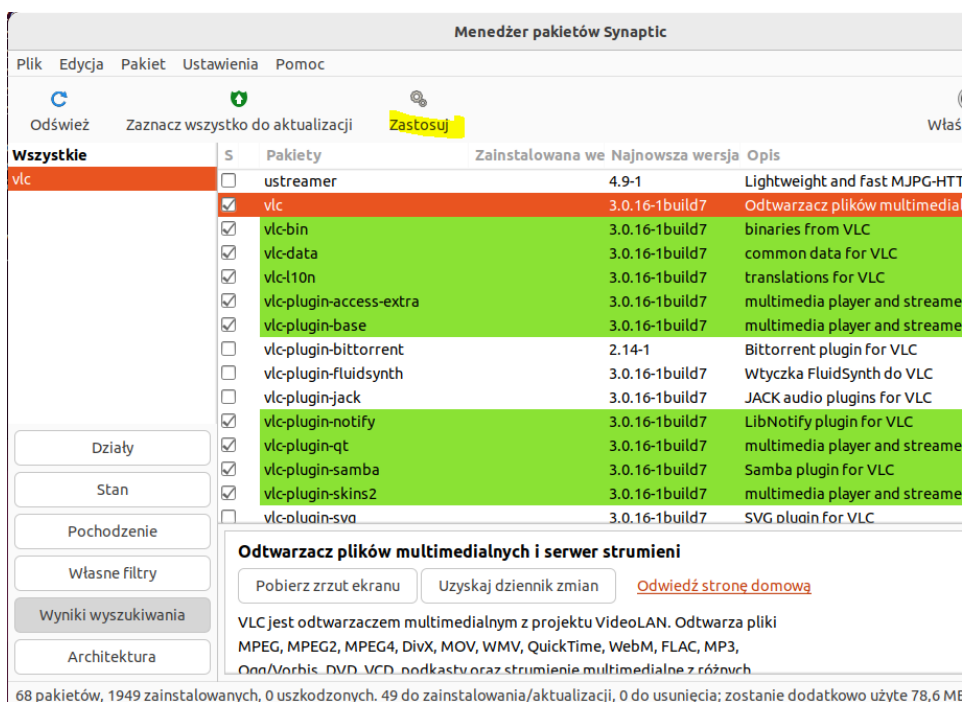 Menedżer pakietów Synaptic
Plik Edycja Pakiet Ustawienia Pomoc
Odśwież Zaznacz wszystko do aktualizacji Zastosuj Właś
Wszystkie
vlc
S Pakiety Zainstalowana we Najnowsza wersja Opis
ustreamer 4.9-1 Lightweight and fast MJPG-HTT
vlc 3.0.16-1build7 Odtwarzacz plików multimedial
vlc-bin 3.0.16-1build7 binaries from VLC
vlc-data 3.0.16-1build7 common data for VLC
vlc-l10n 3.0.16-1build7 translations for VLC
vlc-plugin-access-extra 3.0.16-1build7 multimedia player and streame
vlc-plugin-base 3.0.16-1build7 multimedia player and streame
vlc-plugin-bittorrent 2.14-1 Bittorrent plugin for VLC
vlc-plugin-fluidsynth 3.0.16-1build7 Wtyczka FluidSynth do VLC
vlc-plugin-jack 3.0.16-1build7 JACK audio plugins for VLC
vlc-plugin-notify 3.0.16-1build7 LibNotify plugin for VLC
vlc-plugin-qt 3.0.16-1build7 multimedia player and streame
vlc-plugin-samba 3.0.16-1build7 Samba plugin for VLC
vlc-plugin-skins2 3.0.16-1build7 multimedia player and streame
vlc-plugin-svg 3.0.16-1build7 SVG plugin for VLC
Działy
Stan
Pochodzenie
Własne filtry
Wyniki wyszukiwania
Architektura
Odtwarzacz plików multimedialnych i serwer strumieni
Pobierz zrzut ekranu Uzyskaj dziennik zmian Odwiedź stronę domową
VLC jest odtwarzaczem multimedialnym z projektu VideoLAN. Odtwarza pliki
MPEG, MPEG2, MPEG4, DivX, MOV, WMV, QuickTime, WebM, FLAC, MP3,
Ogg/Vorbis, DVD, VCD, podkasty oraz strumienie multimedialne z różnych
68 pakietów, 1949 zainstalowanych, 0 uszkodzonych. 49 do zainstalowania/aktualizacji, 0 do usunięcia; zostanie dodatkowo użyte 78,6 ME